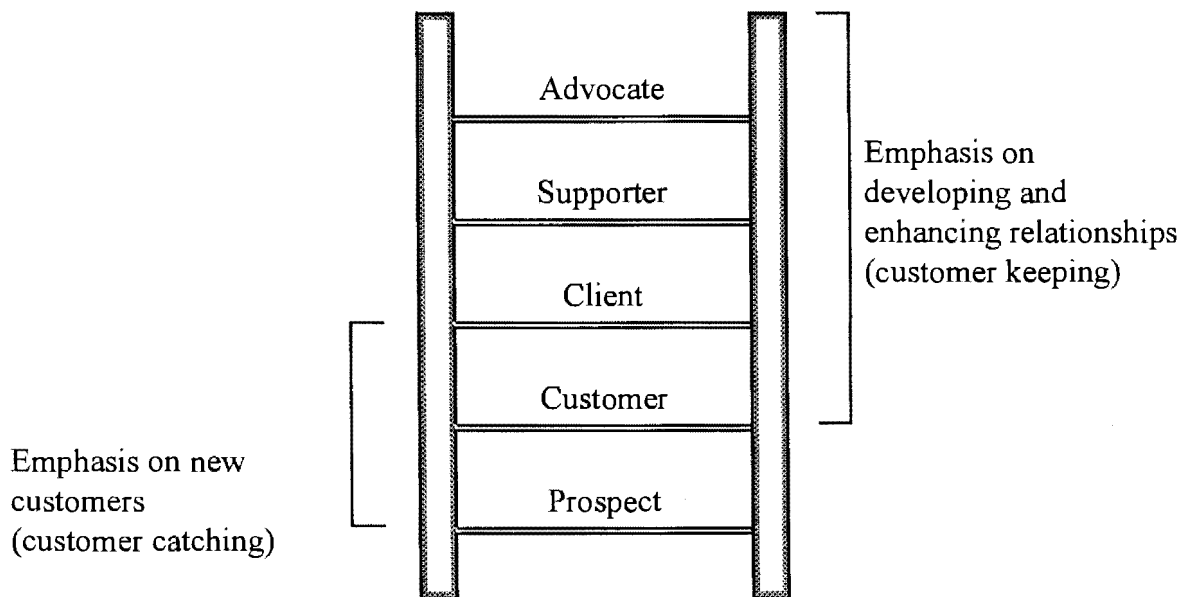 Advocate
Supporter
Client
Customer
Prospect
Emphasis on
developing and
enhancing relationships
(customer keeping)
Emphasis on new
customers
(customer catching)